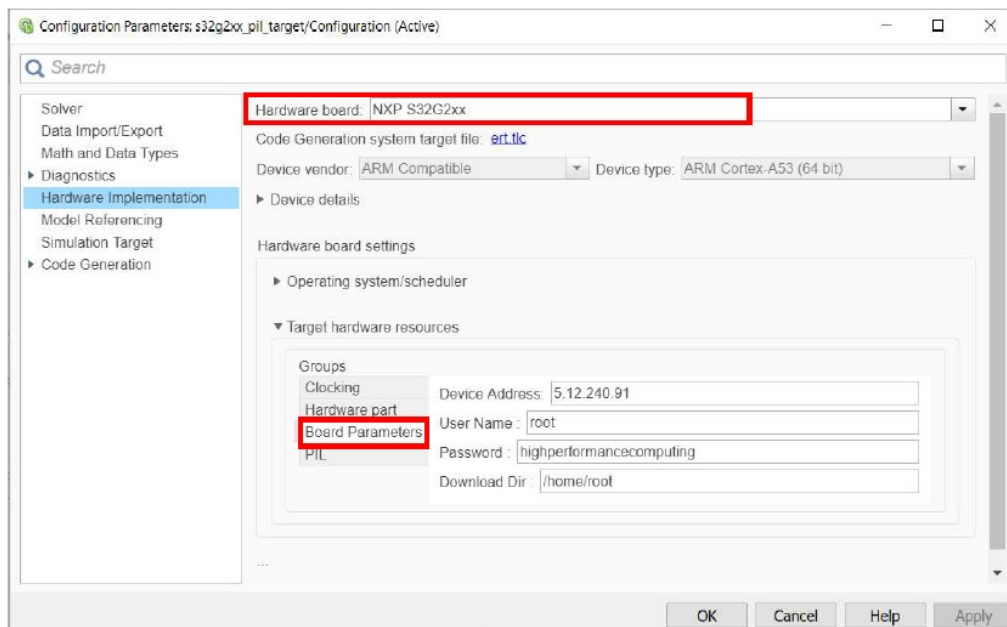 Configuration Parameters: s32g2xx_pil_target/Configuration (Active)
Search
Solver
Data Import/Export
Math and Data Types
Diagnostics
Hardware Implementation
Model Referencing
Simulation Target
Code Generation
Hardware board: NXP S32G2xx
Code Generation system target file: ert.tlc
Device vendor: ARM Compatible Device type: ARM Cortex-A53 (64 bit)
Device details
Hardware board settings
Operating system/scheduler
Target hardware resources
Groups
Clocking
Hardware part
Board Parameters
PIL
Device Address: 5.12.240.91
User Name : root
Password : highperformancecomputing
Download Dir : /home/root
...
OK Cancel Help Apply